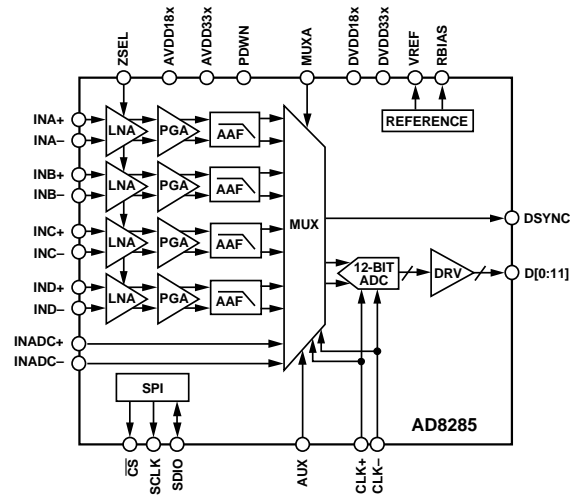 ZSEL
AVDD18x
AVDD33x
PDWN
MUXA
DVDD18x
DVDD33x
VREF
RBIAS
REFERENCE
INA+
INA–
LNA
PGA
AAF
INB+
INB–
LNA
PGA
AAF
INC+
INC–
LNA
PGA
AAF
IND+
IND–
LNA
PGA
AAF
MUX
DSYNC
12-BIT
ADC
DRV
D[0:11]
INADC+
INADC–
SPI
AD8285
CS
SCLK
SDIO
AUX
CLK+
CLK–